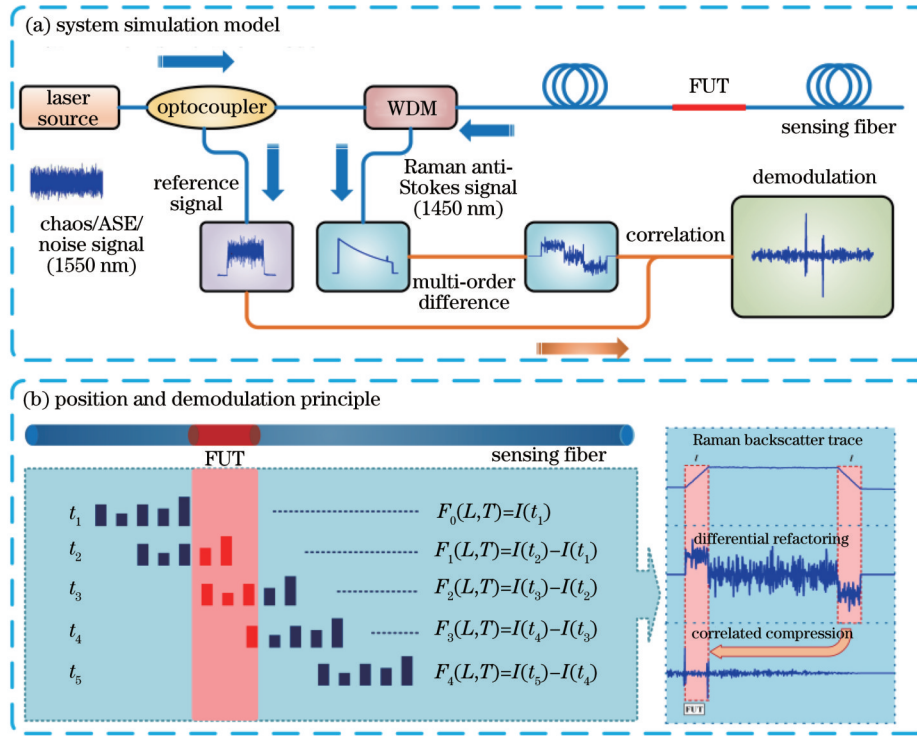 (a) system simulation model
laser
source
optocoupler
WDM
FUT
sensing fiber
chaos/ASE/
noise signal
(1550 nm)
reference
signal
Raman anti-
Stokes signal
(1450 nm)
multi-order
difference
correlation
demodulation
(b) position and demodulation principle
FUT
sensing fiber
t₁ F₀(L,T)=I(t₁)
t₂ F₁(L,T)=I(t₂)−I(t₁)
t₃ F₂(L,T)=I(t₃)−I(t₂)
t₄ F₃(L,T)=I(t₄)−I(t₃)
t₅ F₄(L,T)=I(t₅)−I(t₄)
Raman backscatter trace
differential refactoring
correlated compression
FUT